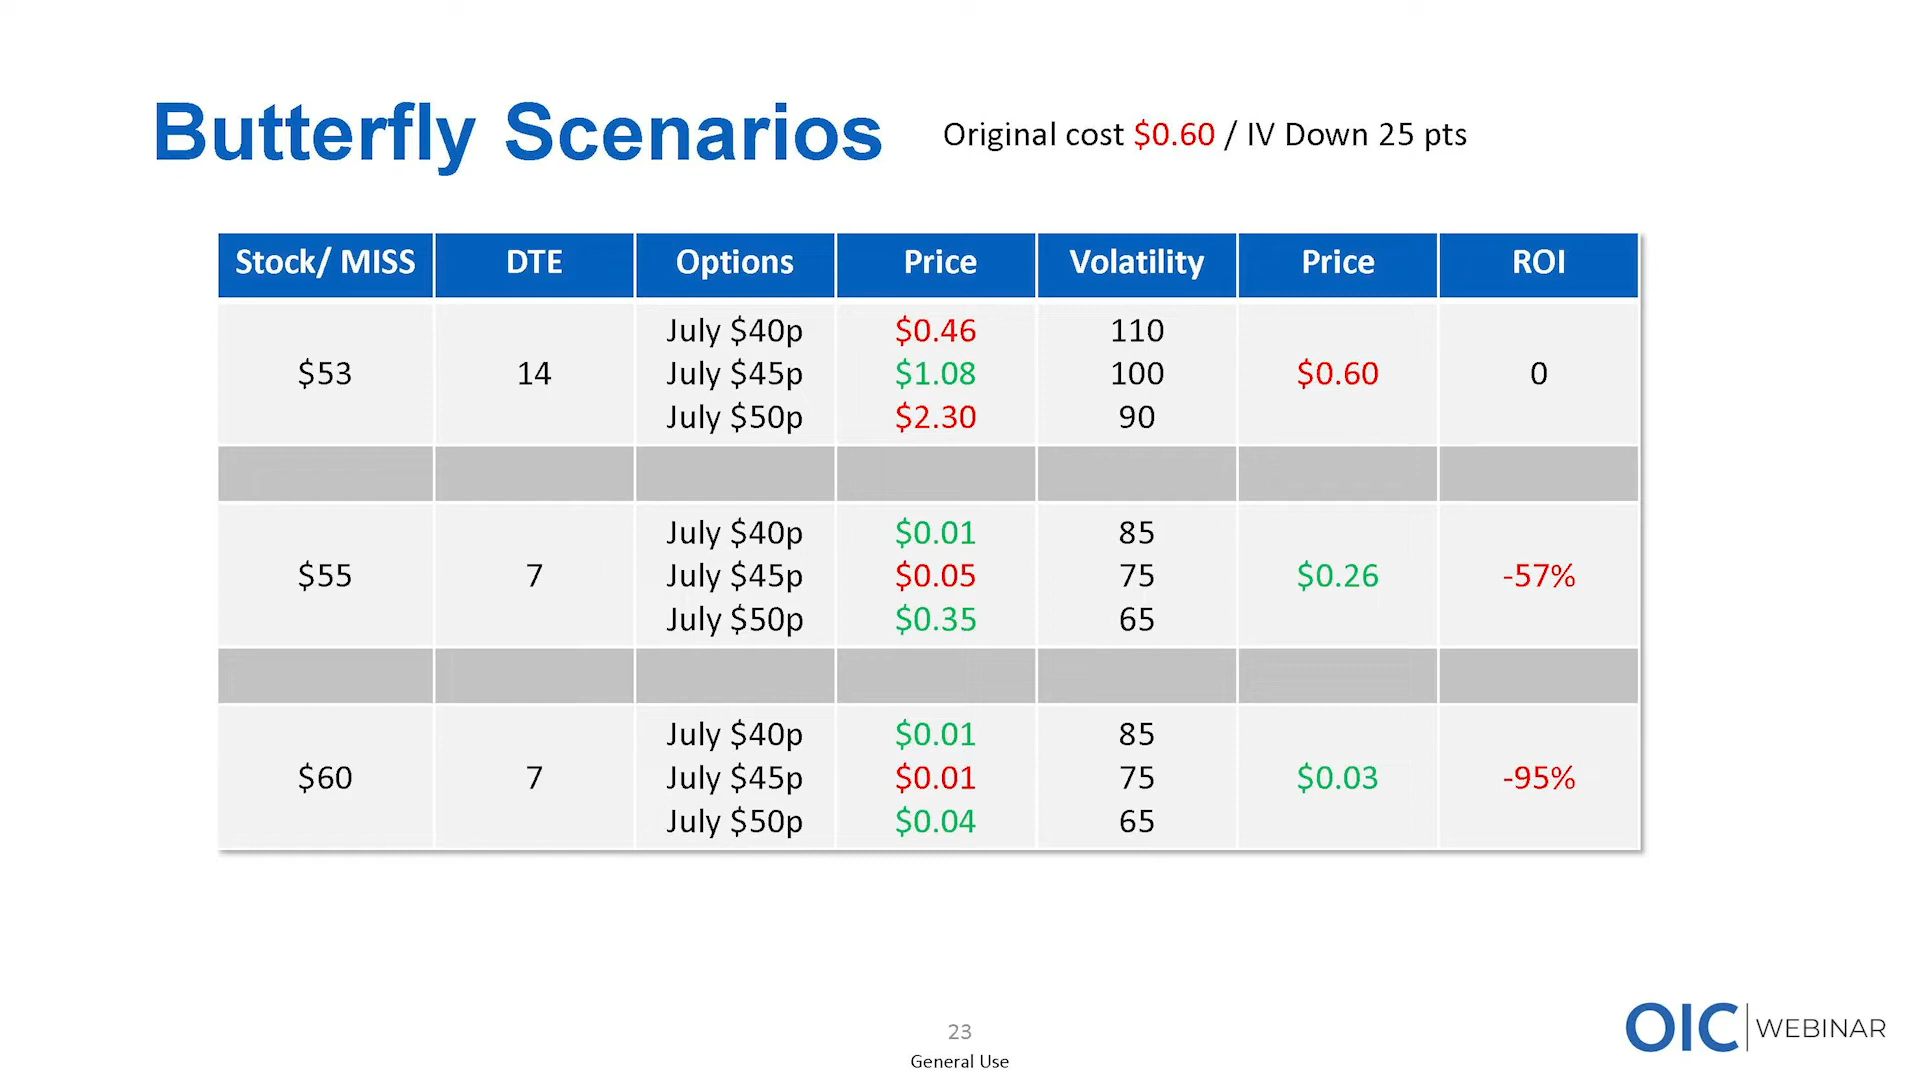 Butterfly Scenarios
Original cost $0.60 / IV Down 25 pts
Stock/ MISS DTE Options Price Volatility Price ROI
July $40p $0.46 110
$53 14 July $45p $1.08 100 $0.60 0
July $50p $2.30 90
July $40p $0.01 85
$55 7 July $45p $0.05 75 $0.26 -57%
July $50p $0.35 65
July $40p $0.01 85
$60 7 July $45p $0.01 75 $0.03 -95%
July $50p $0.04 65
23
General Use
OIC WEBINAR